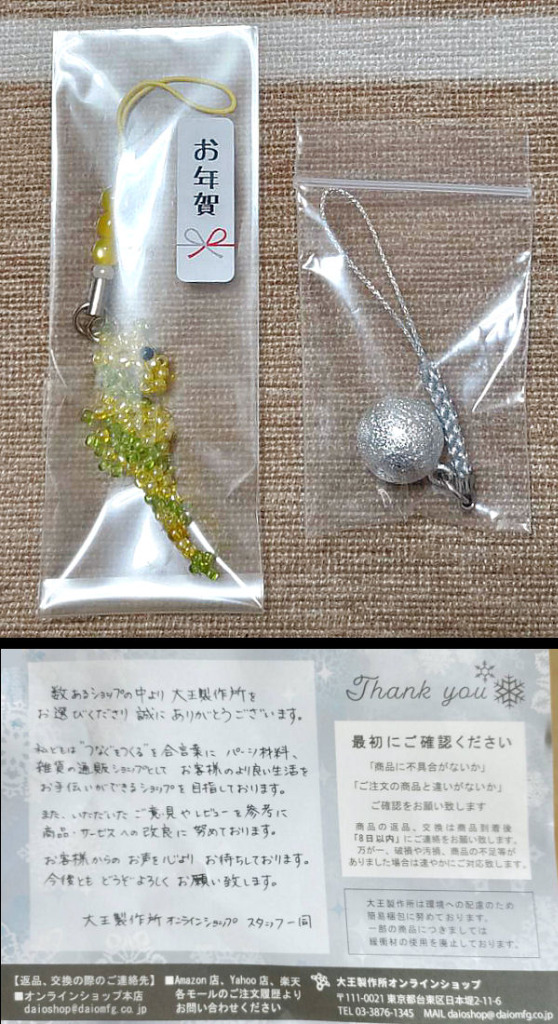 お年賀
数あるショップの中より 大王製作所を
お選びくださり 誠に ありがとうございます。
私どもは"つなぐをつくる"を合言葉に パーツ材料、
雑貨の通販ショップとして お客様のより良い生活を
お手伝いができるショップを目指しております。
また、いただいた ご意見やレビューを参考に
商品・サービスへの改良に努めております。
お客様からの お声を心より お待ちしております。
今後とも どうぞよろしく お願い致します。
大王製作所 オンラインショップ スタッフ一同
Thank you
最初にご確認ください
「商品に不具合がないか」
「ご注文の商品と違いがないか」
ご確認をお願い致します
商品の返品、交換は商品到着後
「8日以内」にご連絡をお願い致します。
万が一、破損や汚損、商品の不足等が
ありました場合は速やかにご対応致します。
大王製作所は環境への配慮のため
簡易梱包に努めております。
一部の商品につきましては
緩衝材の使用を廃止しております。
【返品、交換の際のご連絡先】
■オンラインショップ本店
daioshop@daiomfg.co.jp
■Amazon店、Yahoo店、楽天
各モールのご注文履歴より
お問い合わせください
大王製作所オンラインショップ
〒111-0021 東京都台東区日本堤2-11-6
TEL 03-3876-1345 MAIL daioshop@daiomfg.co.jp